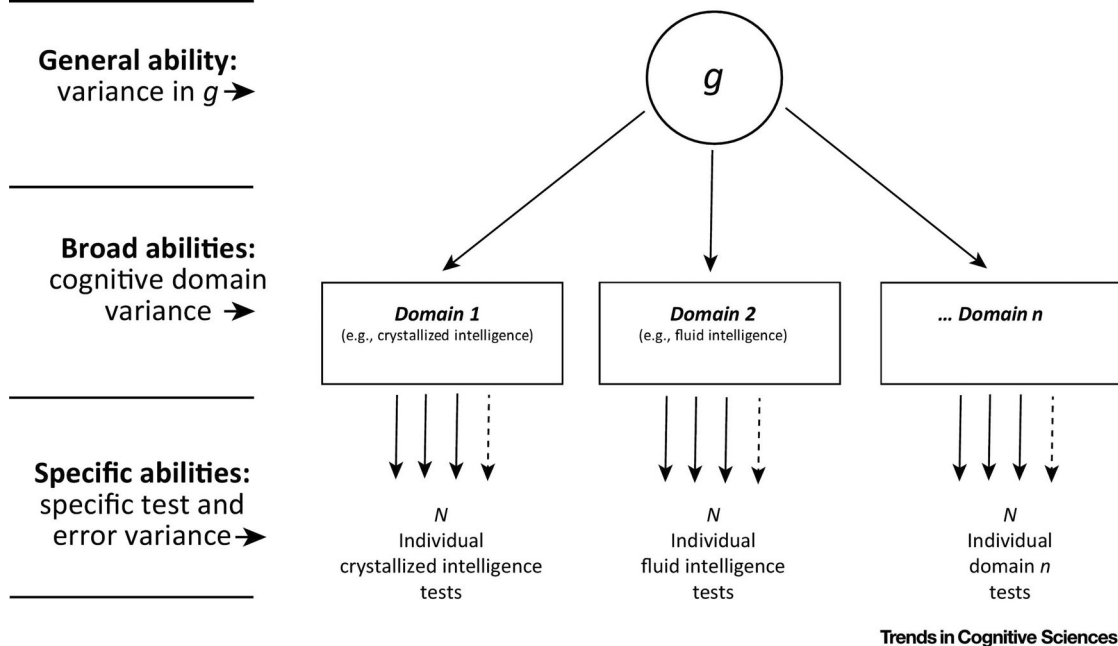 General ability:
variance in g
g
Broad abilities:
cognitive domain
variance
Domain 1
(e.g., crystallized intelligence)
Domain 2
(e.g., fluid intelligence)
... Domain n
Specific abilities:
specific test and
error variance
N
Individual
crystallized intelligence
tests
N
Individual
fluid intelligence
tests
N
Individual
domain n
tests
Trends in Cognitive Sciences